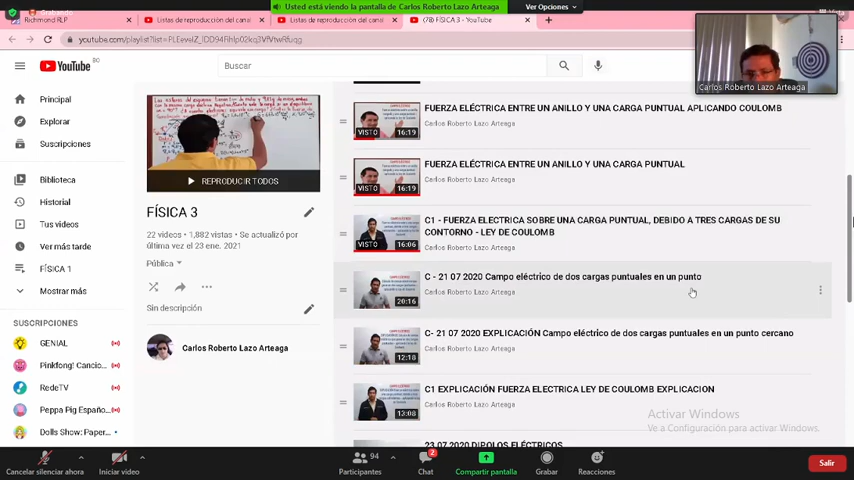 Grabando
Usted está viendo la pantalla de Carlos Roberto Lazo Arteaga
Ver Opciones
Vista
Richmond RP
Listas de reproducción del canal
Listas de reproducción del canal
(78) FÍSICA 3 - YouTube
youtube.com/playlist?list=
YouTube
BO
Buscar
Carlos Roberto Lazo Arteaga
Principal
Explorar
Suscripciones
Biblioteca
Historial
Tus videos
Ver más tarde
FÍSICA 1
Mostrar más
SUSCRIPCIONES
GENIAL
Pinkfong! Cancio...
RedeTV
Peppa Pig Españo...
Dolls Show: Paper...
REPRODUCIR TODOS
FÍSICA 3
22 videos • 1,882 vistas • Se actualizó por
última vez el 23 ene. 2021
Pública
Sin descripción
Carlos Roberto Lazo Arteaga
FUERZA ELÉCTRICA ENTRE UN ANILLO Y UNA CARGA PUNTUAL APLICANDO COULOMB
Carlos Roberto Lazo Arteaga
VISTO
16:19
FUERZA ELÉCTRICA ENTRE UN ANILLO Y UNA CARGA PUNTUAL
Carlos Roberto Lazo Arteaga
VISTO
16:19
C1 - FUERZA ELECTRICA SOBRE UNA CARGA PUNTUAL, DEBIDO A TRES CARGAS DE SU
CONTORNO - LEY DE COULOMB
Carlos Roberto Lazo Arteaga
VISTO
16:06
C - 21 07 2020 Campo eléctrico de dos cargas puntuales en un punto
Carlos Roberto Lazo Arteaga
20:16
C- 21 07 2020 EXPLICACIÓN Campo eléctrico de dos cargas puntuales en un punto cercano
Carlos Roberto Lazo Arteaga
12:18
C1 EXPLICACIÓN FUERZA ELECTRICA LEY DE COULOMB EXPLICACION
Carlos Roberto Lazo Arteaga
13:08
23 07 2020 DIPOLOS ELÉCTRICOS
Activar Windows
Ve a Configuración para activar Windows.
Cancelar silenciar ahora
Iniciar video
94
Participantes
2
Chat
Compartir pantalla
Grabar
Reacciones
Salir